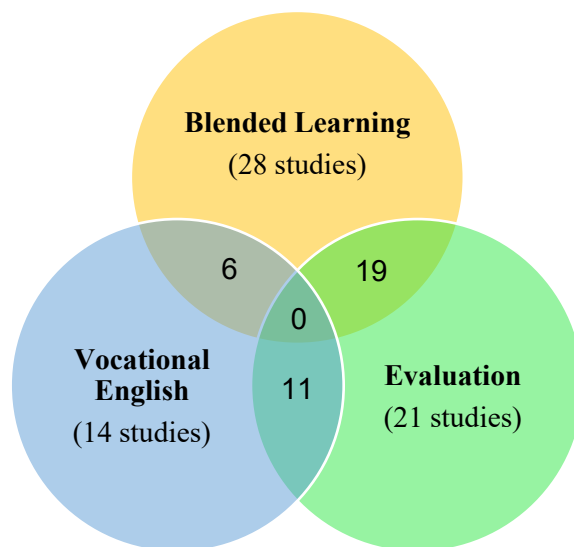 Blended Learning
(28 studies)
6
19
0
Vocational
English
(14 studies)
11
Evaluation
(21 studies)